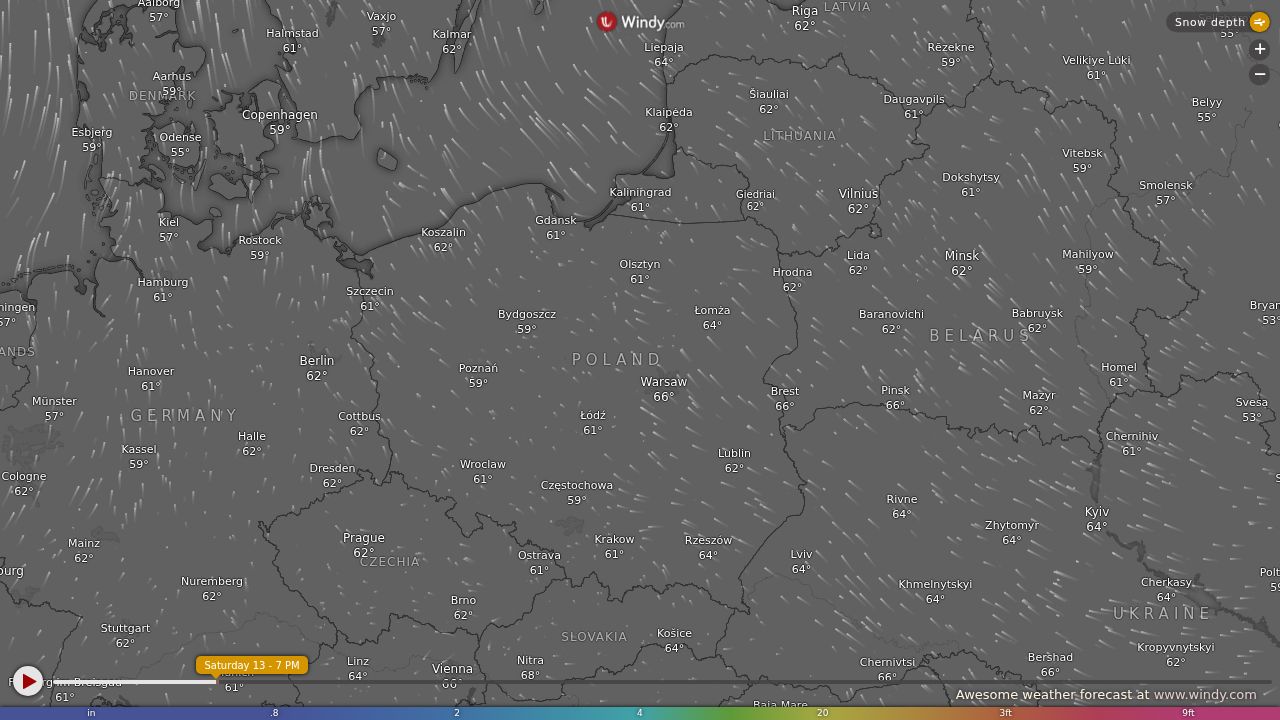 Aalborg
57°
Halmstad
61°
Vaxjo
57°
Kalmar
62°
Windy.com
Liepaja
64°
Riga
62°
LATVIA
Rēzekne
59°
Velikiye Luki
61°
55°
Snow depth
+
−
Aarhus
59°
DENMARK
Copenhagen
59°
Esbjerg
59°
Odense
55°
Klaipėda
62°
Šiauliai
62°
LITHUANIA
Daugavpils
61°
Belyy
55°
Vitebsk
59°
Smolensk
57°
Kaliningrad
61°
Giedriai
62°
Vilnius
62°
Dokshytsy
61°
Kiel
57°
Rostock
59°
Koszalin
62°
Gdansk
61°
Olsztyn
61°
Hrodna
62°
Lida
62°
Minsk
62°
Mahilyow
59°
Hamburg
61°
Szczecin
61°
Bydgoszcz
59°
Łomża
64°
Baranovichi
62°
BELARUS
Babruysk
62°
53°
57°
Berlin
62°
Hanover
61°
Poznań
59°
POLAND
Warsaw
66°
Brest
66°
Pinsk
66°
Mazyr
62°
Homel
61°
Münster
57°
GERMANY
Cottbus
62°
Łódź
61°
Svesa
53°
Kassel
59°
Halle
62°
Chernihiv
61°
Cologne
62°
Dresden
62°
Wroclaw
61°
Częstochowa
59°
Lublin
62°
Rivne
64°
Kyiv
64°
Zhytomyr
64°
Mainz
62°
Prague
62°
CZECHIA
Ostrava
61°
Krakow
61°
Rzeszów
64°
Lviv
64°
Nuremberg
62°
Brno
62°
Khmelnytskyi
64°
Cherkasy
64°
UKRAINE
Stuttgart
62°
SLOVAKIA
Košice
64°
Saturday 13 - 7 PM
61°
61°
Linz
64°
Vienna
66°
Nitra
68°
Chernivtsi
66°
Bershad
66°
Kropyvnytskyi
62°
Baia Mare
Awesome weather forecast at www.windy.com
in .8 2 4 20 3ft 9ft